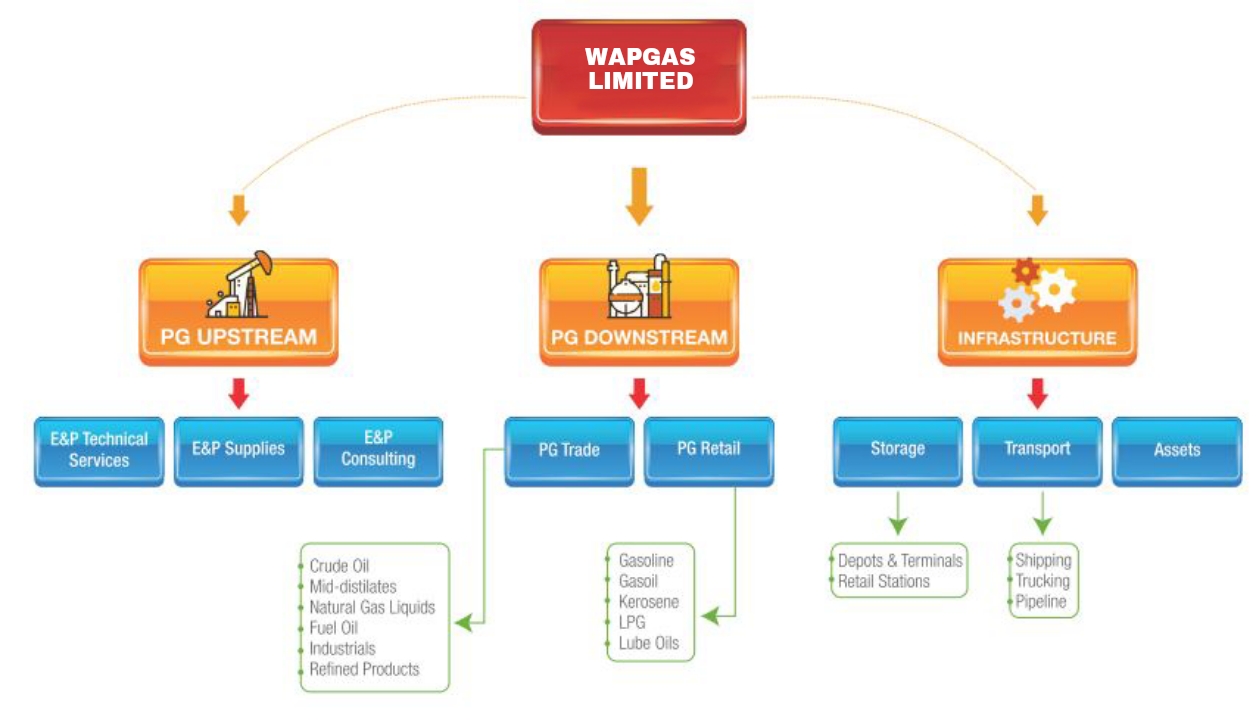 WAPGAS
LIMITED
PG UPSTREAM
PG DOWNSTREAM
INFRASTRUCTURE
E&P Technical
Services
E&P Supplies
E&P
Consulting
PG Trade
PG Retail
Storage
Transport
Assets
Crude Oil
Mid-distilates
Natural Gas Liquids
Fuel Oil
Industrials
Refined Products
Gasoline
Gasoil
Kerosene
LPG
Lube Oils
Depots & Terminals
Retail Stations
Shipping
Trucking
Pipeline